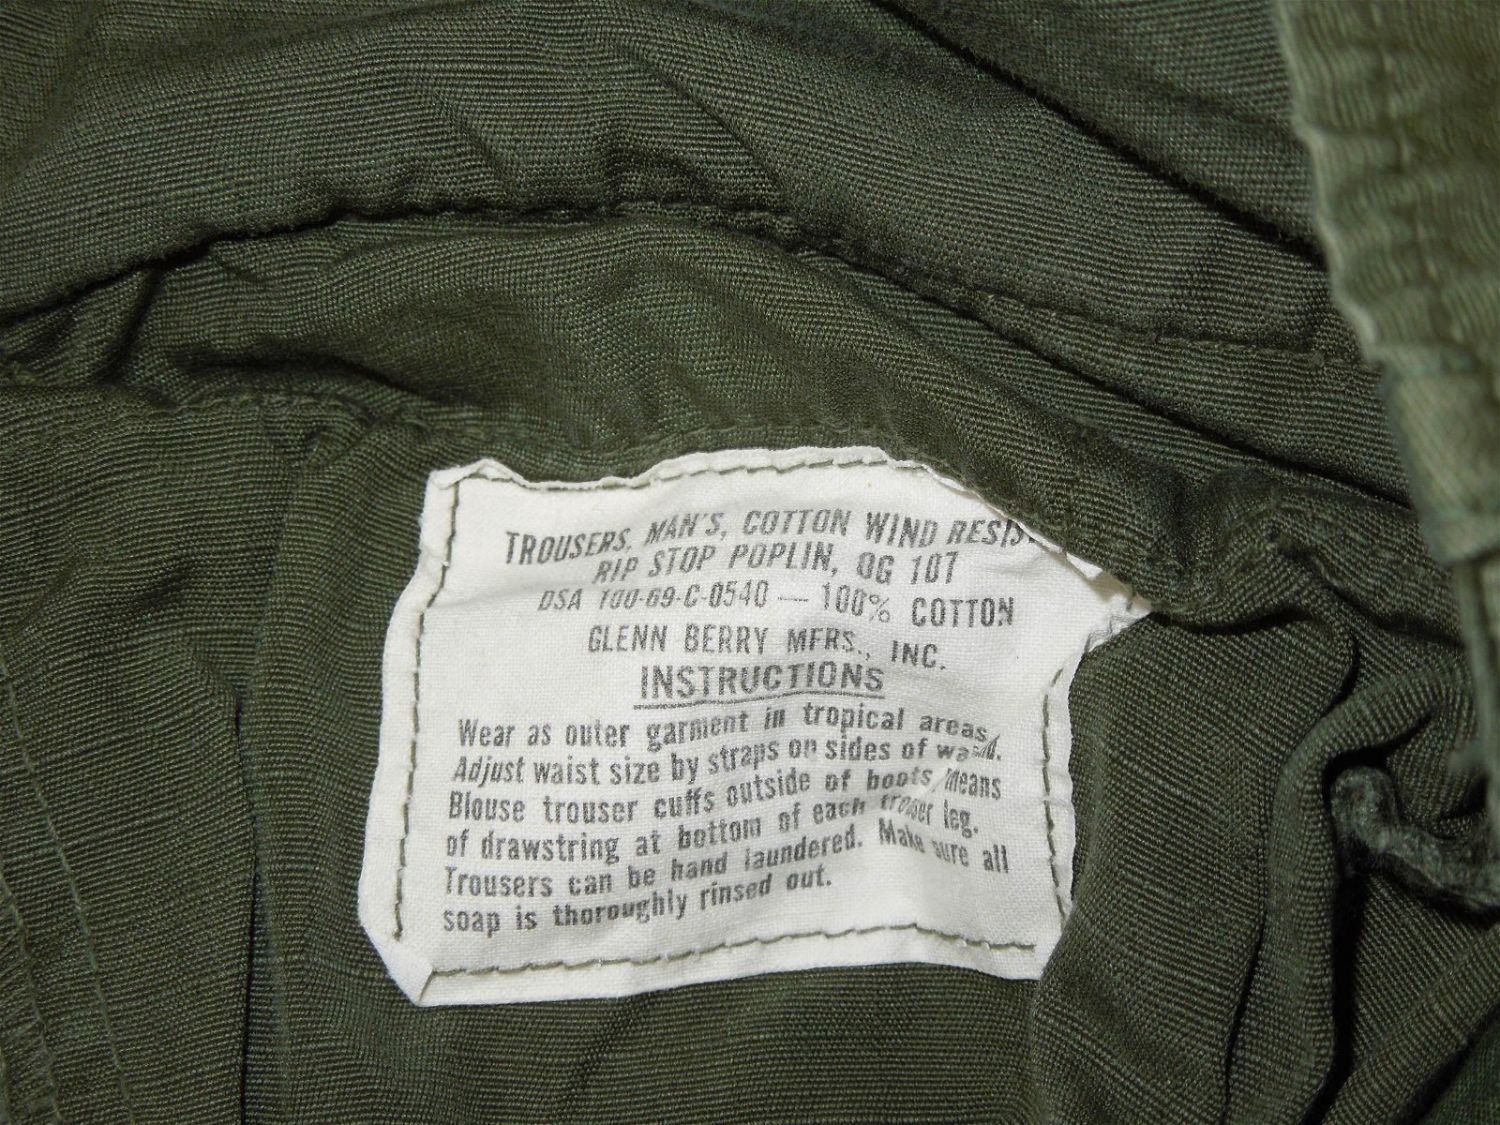 TROUSERS, MAN'S, COTTON WIND RESIS
RIP STOP POPLIN, OG 107
DSA 100-69-C-0540 — 100% COTTON
GLENN BERRY MFRS., INC.
INSTRUCTIONS
Wear as outer garment in tropical areas.
Adjust waist size by straps on sides of
Blouse trouser cuffs outside of boots means
of drawstring at bottom of each trouser leg.
Trousers can be hand laundered. Make sure all
soap is thoroughly rinsed out.